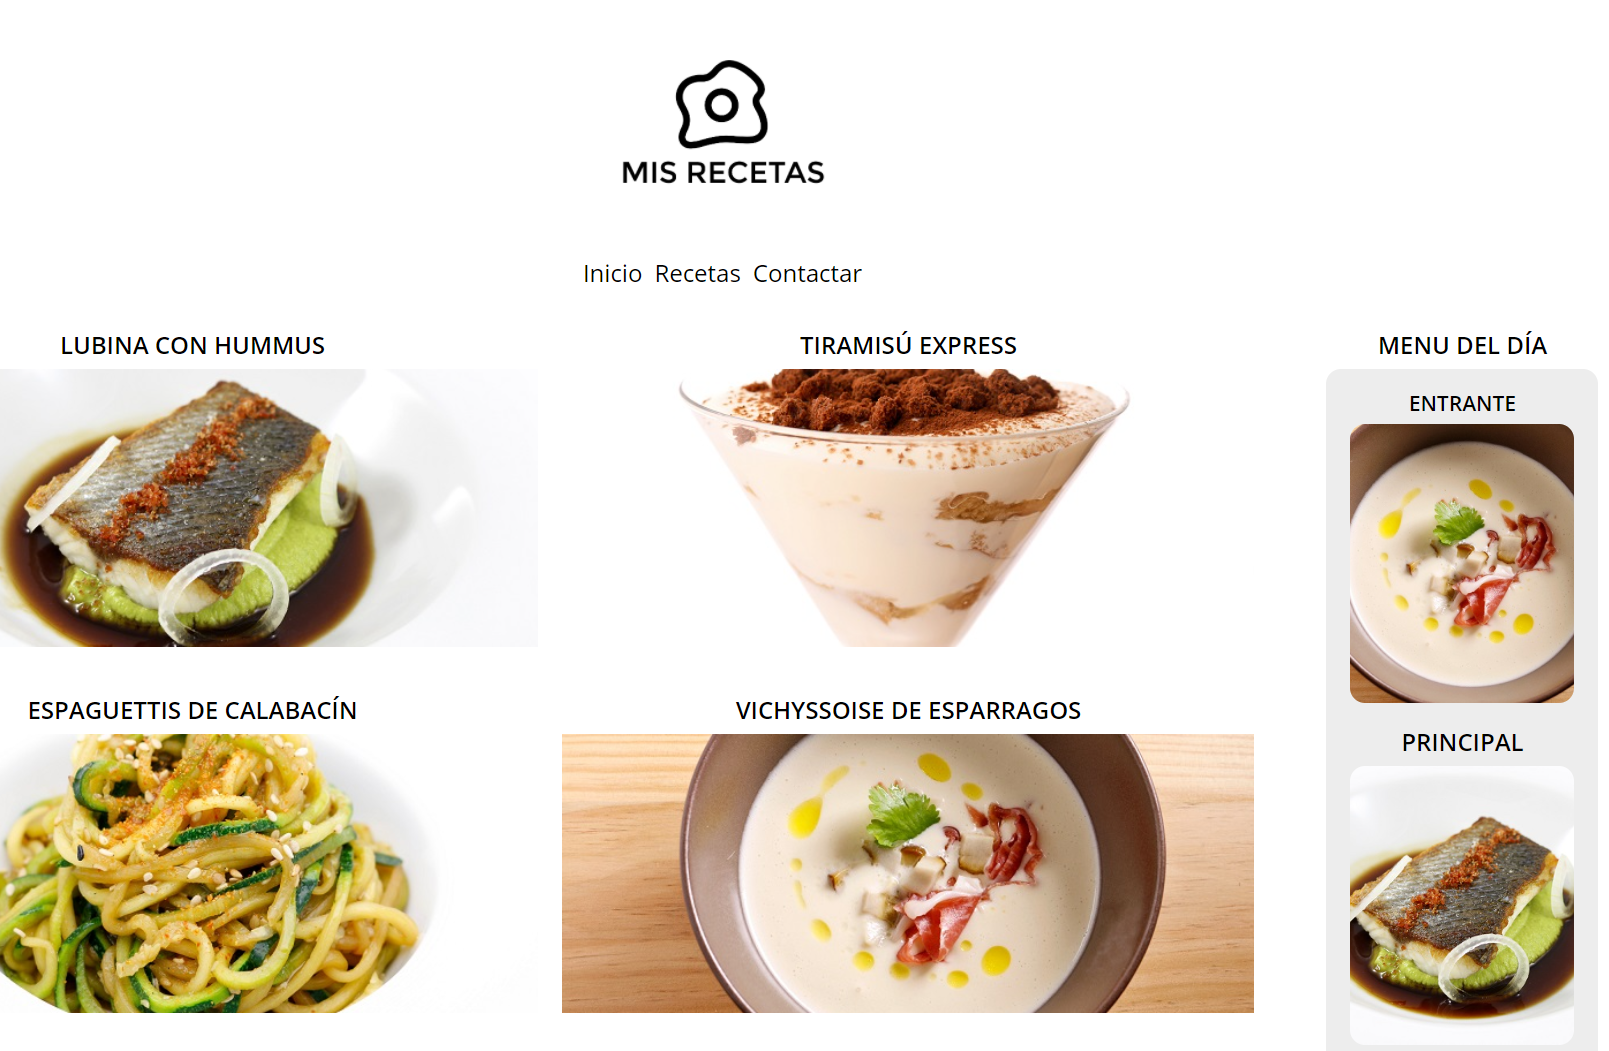 MIS RECETAS
Inicio Recetas Contactar
LUBINA CON HUMMUS
TIRAMISÚ EXPRESS
MENU DEL DÍA
ENTRANTE
ESPAGUETTIS DE CALABACÍN
VICHYSSOISE DE ESPARRAGOS
PRINCIPAL